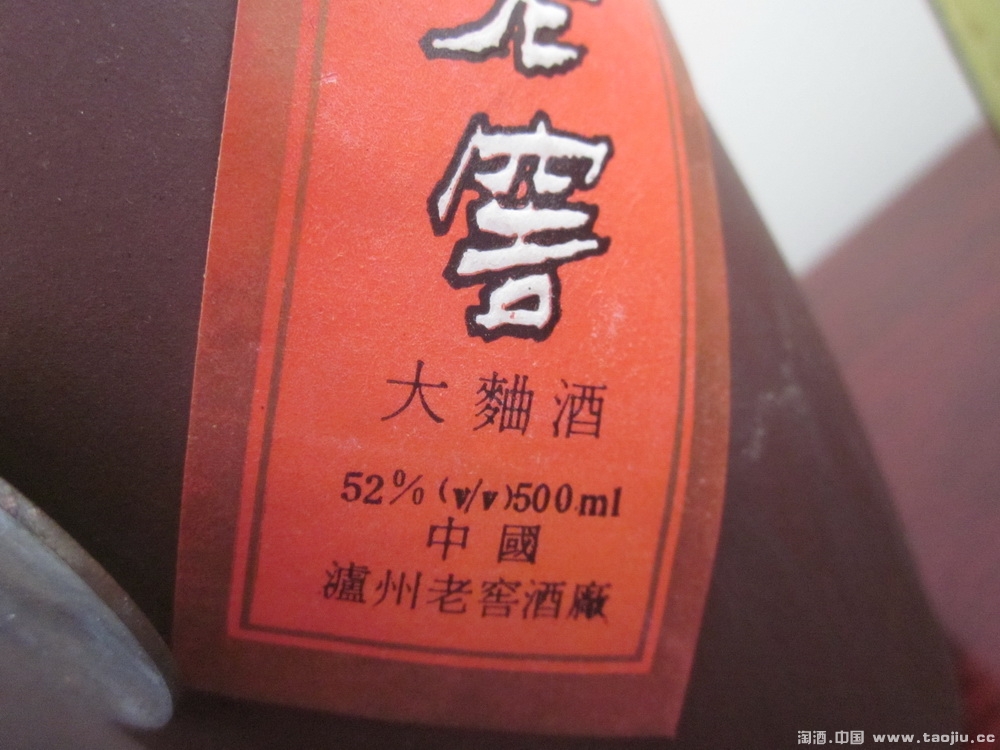 窖
大麯酒
52%(v/v)500ml
中國
瀘州老窖酒廠
淘酒.中国 www.taojiu.cc